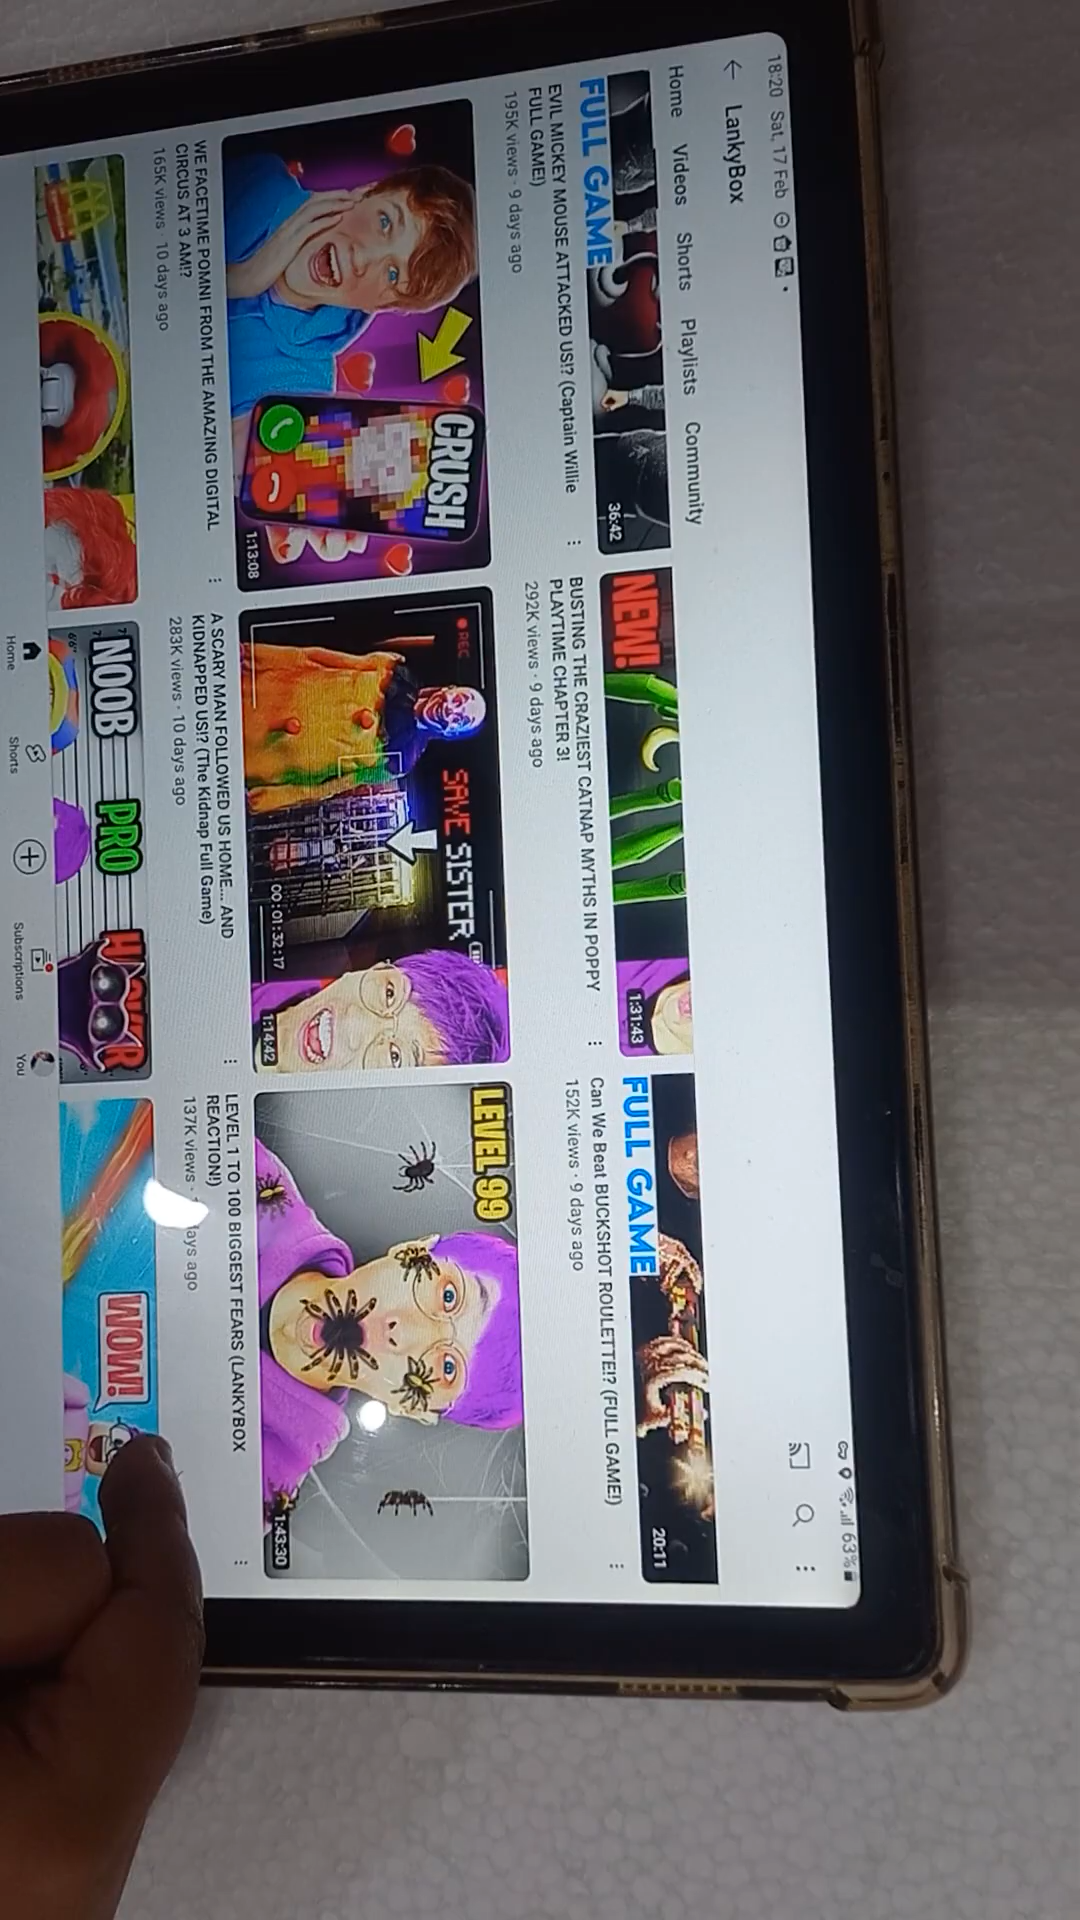 18:20 Sat, 17 Feb
63%
← LankyBox
Home Videos Shorts Playlists Community
FULL GAME
36:42
EVIL MICKEY MOUSE ATTACKED US!? (Captain Willie
FULL GAME!)
195K views · 9 days ago
NEW!
1:31:43
BUSTING THE CRAZIEST CATNAP MYTHS IN POPPY
PLAYTIME CHAPTER 3!
292K views · 9 days ago
FULL GAME
20:11
Can We Beat BUCKSHOT ROULETTE!? (FULL GAME!)
152K views · 9 days ago
CRUSH
1:13:08
WE FACETIME POMNI FROM THE AMAZING DIGITAL
CIRCUS AT 3 AM!?
165K views · 10 days ago
REC
SAVE SISTER
00:01:32:17
1:14:42
A SCARY MAN FOLLOWED US HOME... AND
KIDNAPPED US!? (The Kidnap Full Game)
283K views · 10 days ago
LEVEL 99
1:43:30
LEVEL 1 TO 100 BIGGEST FEARS (LANKYBOX
REACTION!)
137K views · ago
NOOB PRO
WOW!
Home
Shorts
Subscriptions
You